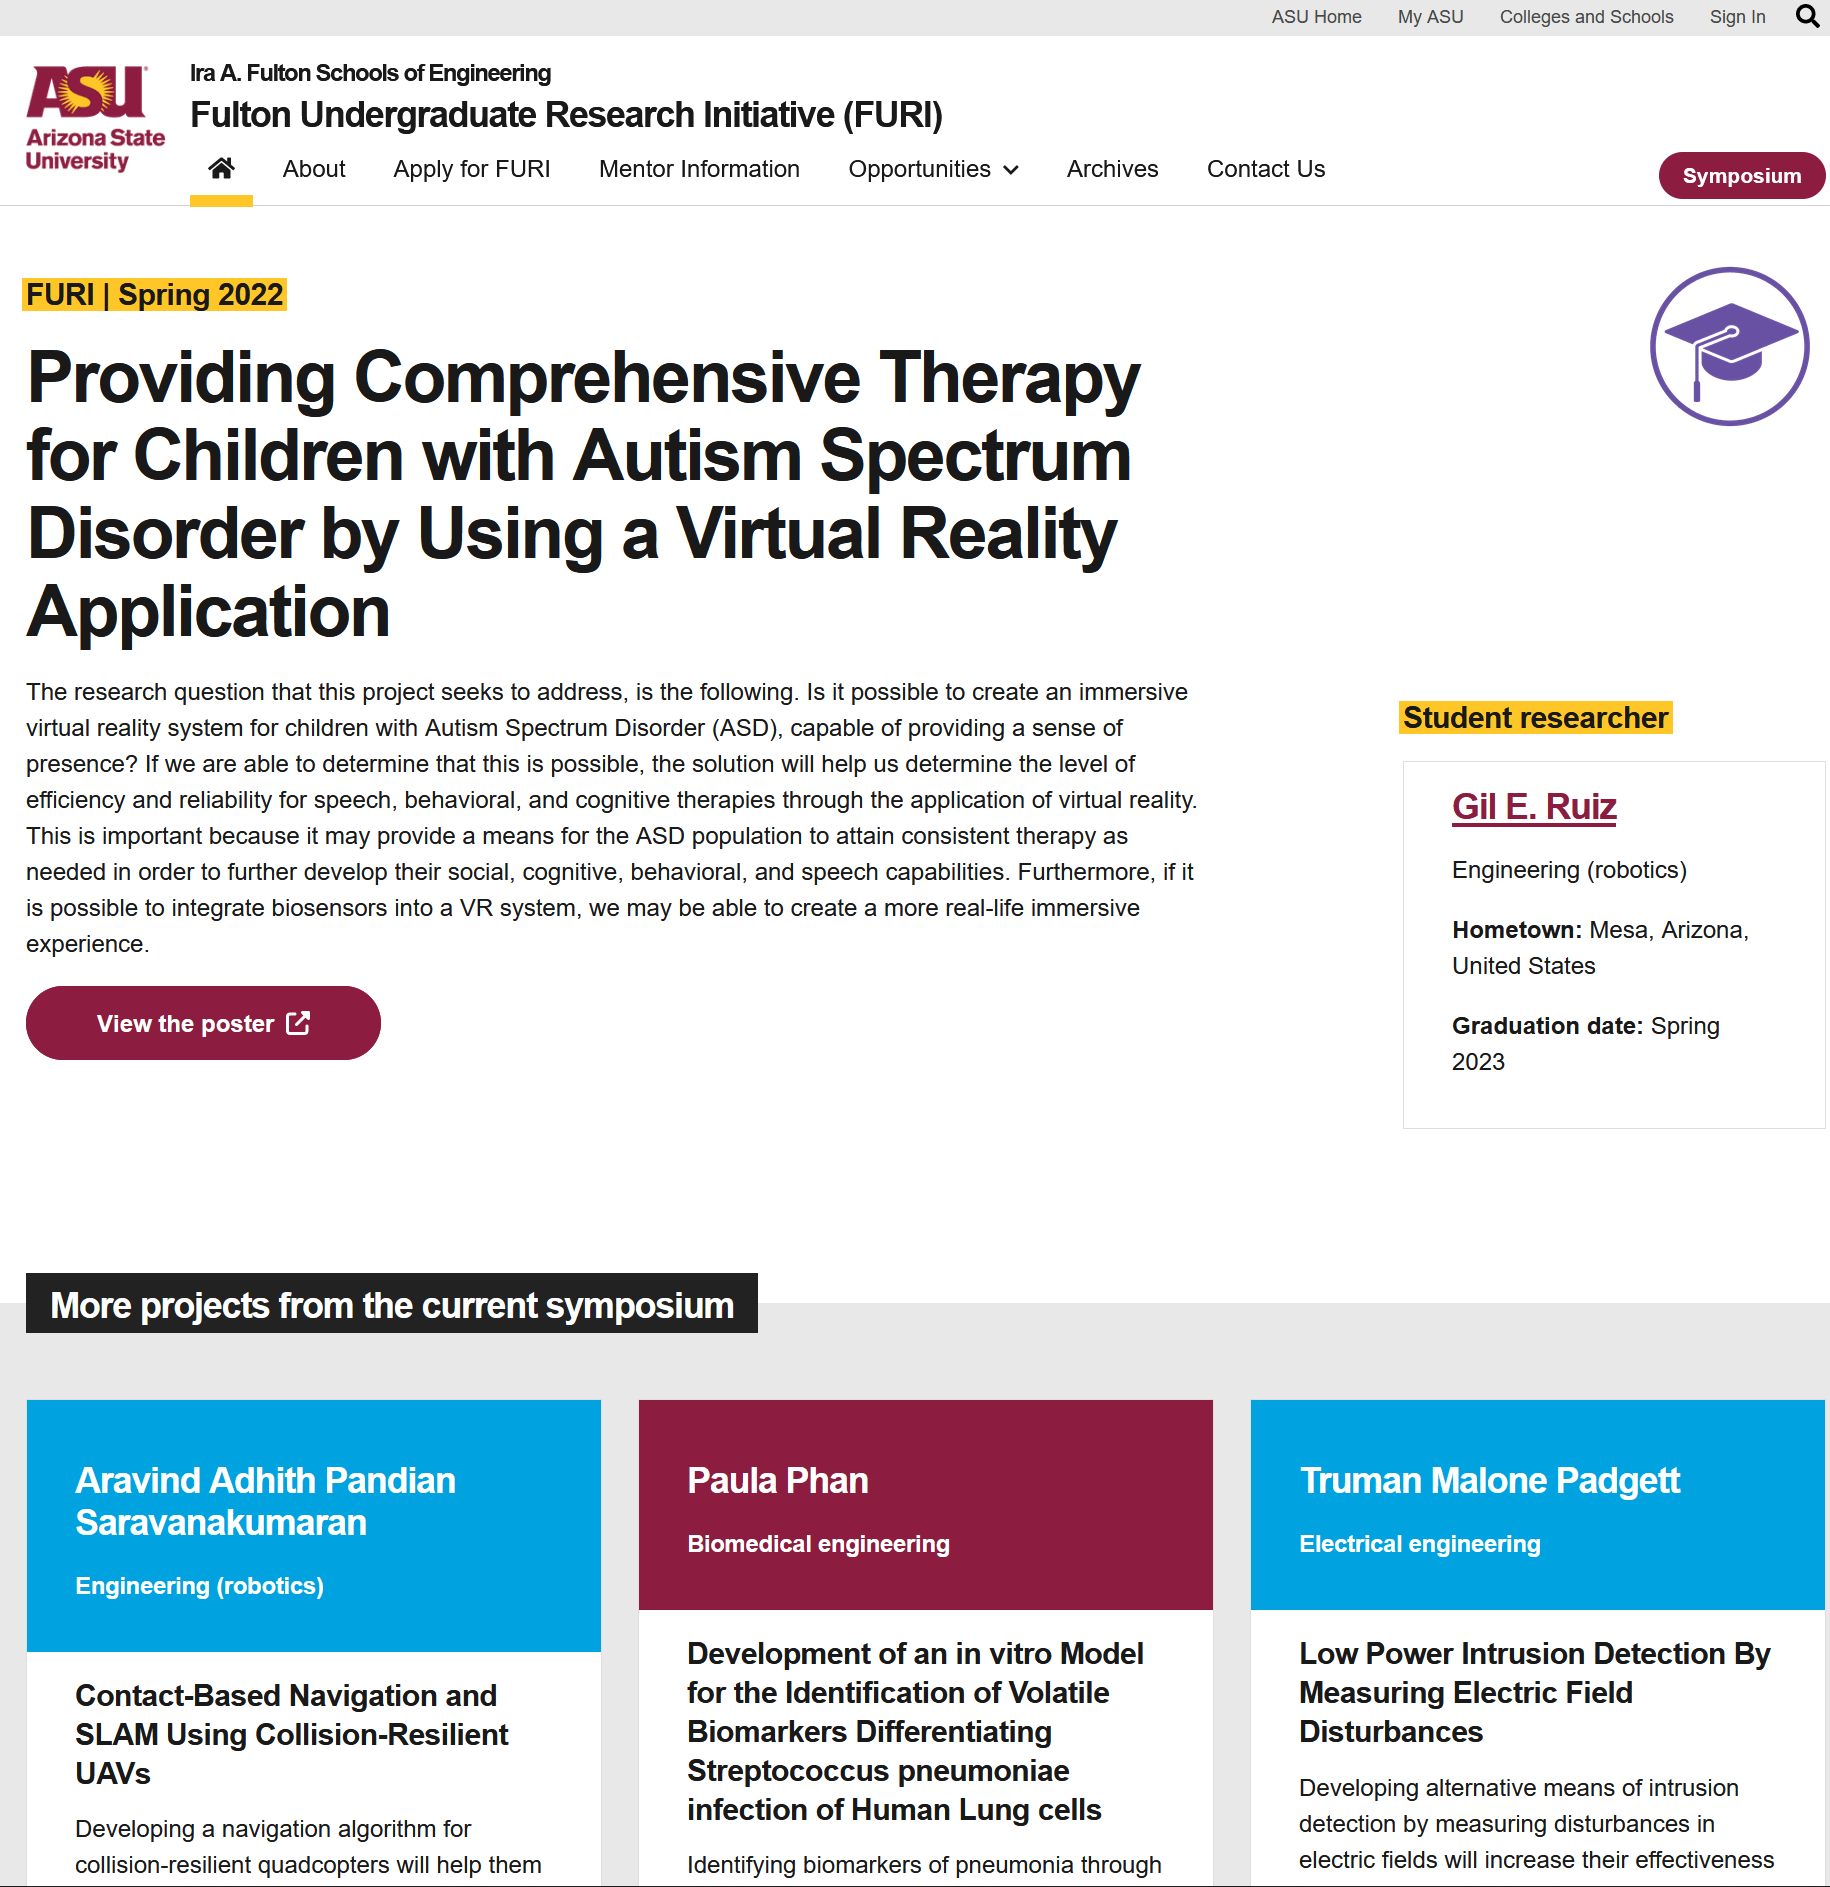 ASU Home My ASU Colleges and Schools Sign In
ASU
Arizona State
University
Ira A. Fulton Schools of Engineering
Fulton Undergraduate Research Initiative (FURI)
About Apply for FURI Mentor Information Opportunities Archives Contact Us
Symposium
FURI | Spring 2022
Providing Comprehensive Therapy
for Children with Autism Spectrum
Disorder by Using a Virtual Reality
Application
The research question that this project seeks to address, is the following. Is it possible to create an immersive
virtual reality system for children with Autism Spectrum Disorder (ASD), capable of providing a sense of
presence? If we are able to determine that this is possible, the solution will help us determine the level of
efficiency and reliability for speech, behavioral, and cognitive therapies through the application of virtual reality.
This is important because it may provide a means for the ASD population to attain consistent therapy as
needed in order to further develop their social, cognitive, behavioral, and speech capabilities. Furthermore, if it
is possible to integrate biosensors into a VR system, we may be able to create a more real-life immersive
experience.
View the poster
Student researcher
Gil E. Ruiz
Engineering (robotics)
Hometown: Mesa, Arizona,
United States
Graduation date: Spring
2023
More projects from the current symposium
Aravind Adhith Pandian
Saravanakumaran
Engineering (robotics)
Contact-Based Navigation and
SLAM Using Collision-Resilient
UAVs
Developing a navigation algorithm for
collision-resilient quadcopters will help them
Paula Phan
Biomedical engineering
Development of an in vitro Model
for the Identification of Volatile
Biomarkers Differentiating
Streptococcus pneumoniae
infection of Human Lung cells
Identifying biomarkers of pneumonia through
Truman Malone Padgett
Electrical engineering
Low Power Intrusion Detection By
Measuring Electric Field
Disturbances
Developing alternative means of intrusion
detection by measuring disturbances in
electric fields will increase their effectiveness